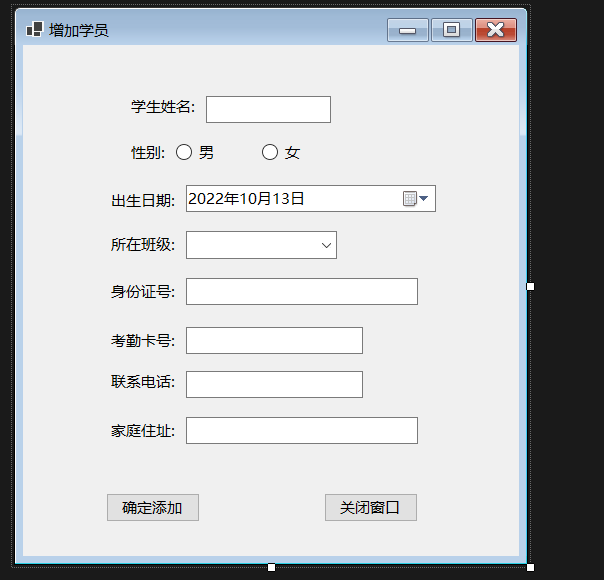 增加学员
学生姓名:
性别: 男 女
出生日期: 2022年10月13日
所在班级:
身份证号:
考勤卡号:
联系电话:
家庭住址:
确定添加 关闭窗口